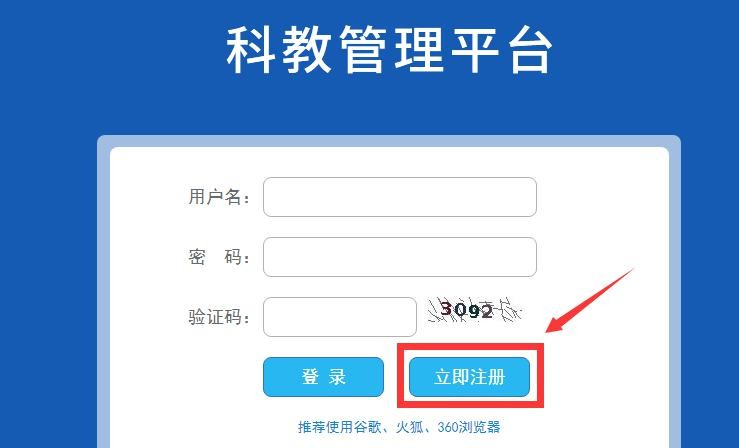 科教管理平台
用户名：
密 码：
验证码： 3092
登 录 立即注册
推荐使用谷歌、火狐、360浏览器